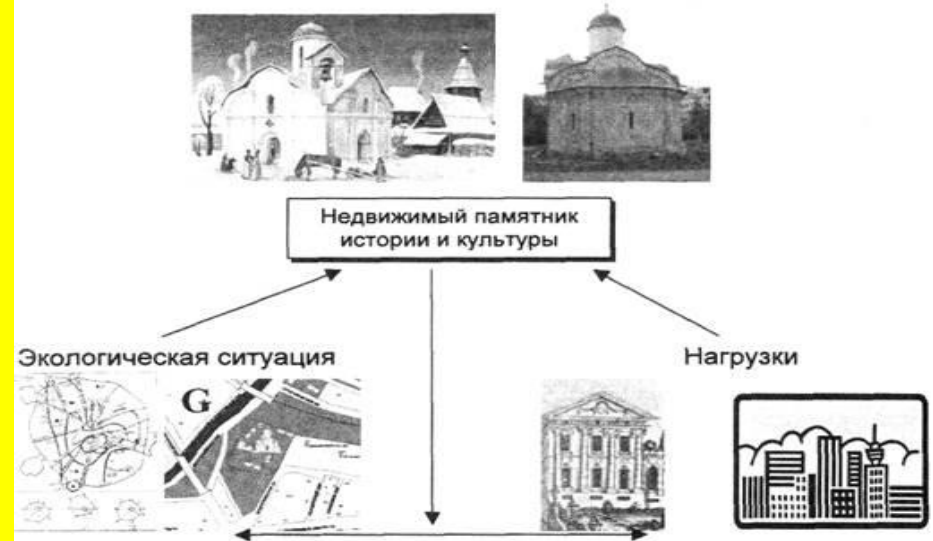 Недвижимый памятник
истории и культуры
Экологическая ситуация
Нагрузки
G